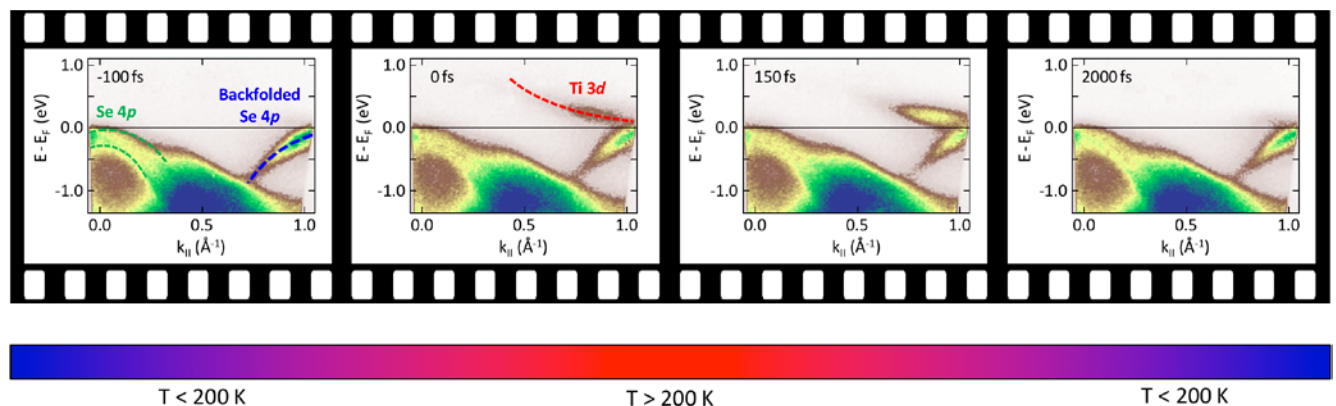 -100 fs
Se 4p
Backfolded
Se 4p
1.0
0.0
-1.0
E - E_F (eV)
0.0
0.5
1.0
k_II (Å⁻¹)
0 fs
Ti 3d
1.0
0.0
-1.0
E - E_F (eV)
0.0
0.5
1.0
k_II (Å⁻¹)
150 fs
1.0
0.0
-1.0
E - E_F (eV)
0.0
0.5
1.0
k_II (Å⁻¹)
2000 fs
1.0
0.0
-1.0
E - E_F (eV)
0.0
0.5
1.0
k_II (Å⁻¹)
T < 200 K
T > 200 K
T < 200 K